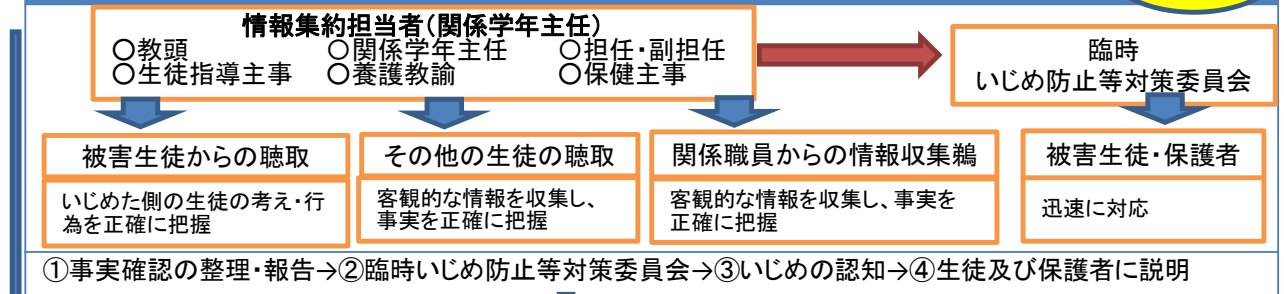 情報集約担当者(関係学年主任)
○教頭 ○関係学年主任 ○担任・副担任
○生徒指導主事 ○養護教諭 ○保健主事
臨時
いじめ防止等対策委員会
被害生徒からの聴取
いじめた側の生徒の考え・行
為を正確に把握
その他の生徒の聴取
客観的な情報を収集し、
事実を正確に把握
関係職員からの情報収集鵜
客観的な情報を収集し、事実を
正確に把握
被害生徒・保護者
迅速に対応
①事実確認の整理・報告→②臨時いじめ防止等対策委員会→③いじめの認知→④生徒及び保護者に説明